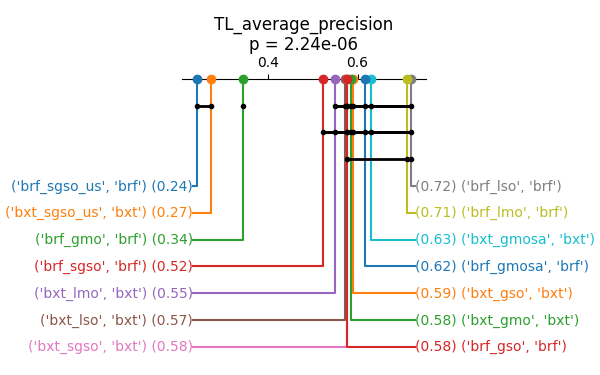 TL_average_precision
p = 2.24e-06
0.4 0.6
('brf_sgso_us', 'brf') (0.24)
(0.72) ('brf_lso', 'brf')
('bxt_sgso_us', 'bxt') (0.27)
(0.71) ('brf_lmo', 'brf')
('brf_gmo', 'brf') (0.34)
(0.63) ('bxt_gmosa', 'bxt')
('brf_sgso', 'brf') (0.52)
(0.62) ('brf_gmosa', 'brf')
('bxt_lmo', 'bxt') (0.55)
(0.59) ('bxt_gso', 'bxt')
('bxt_lso', 'bxt') (0.57)
(0.58) ('bxt_gmo', 'bxt')
('bxt_sgso', 'bxt') (0.58)
(0.58) ('brf_gso', 'brf')